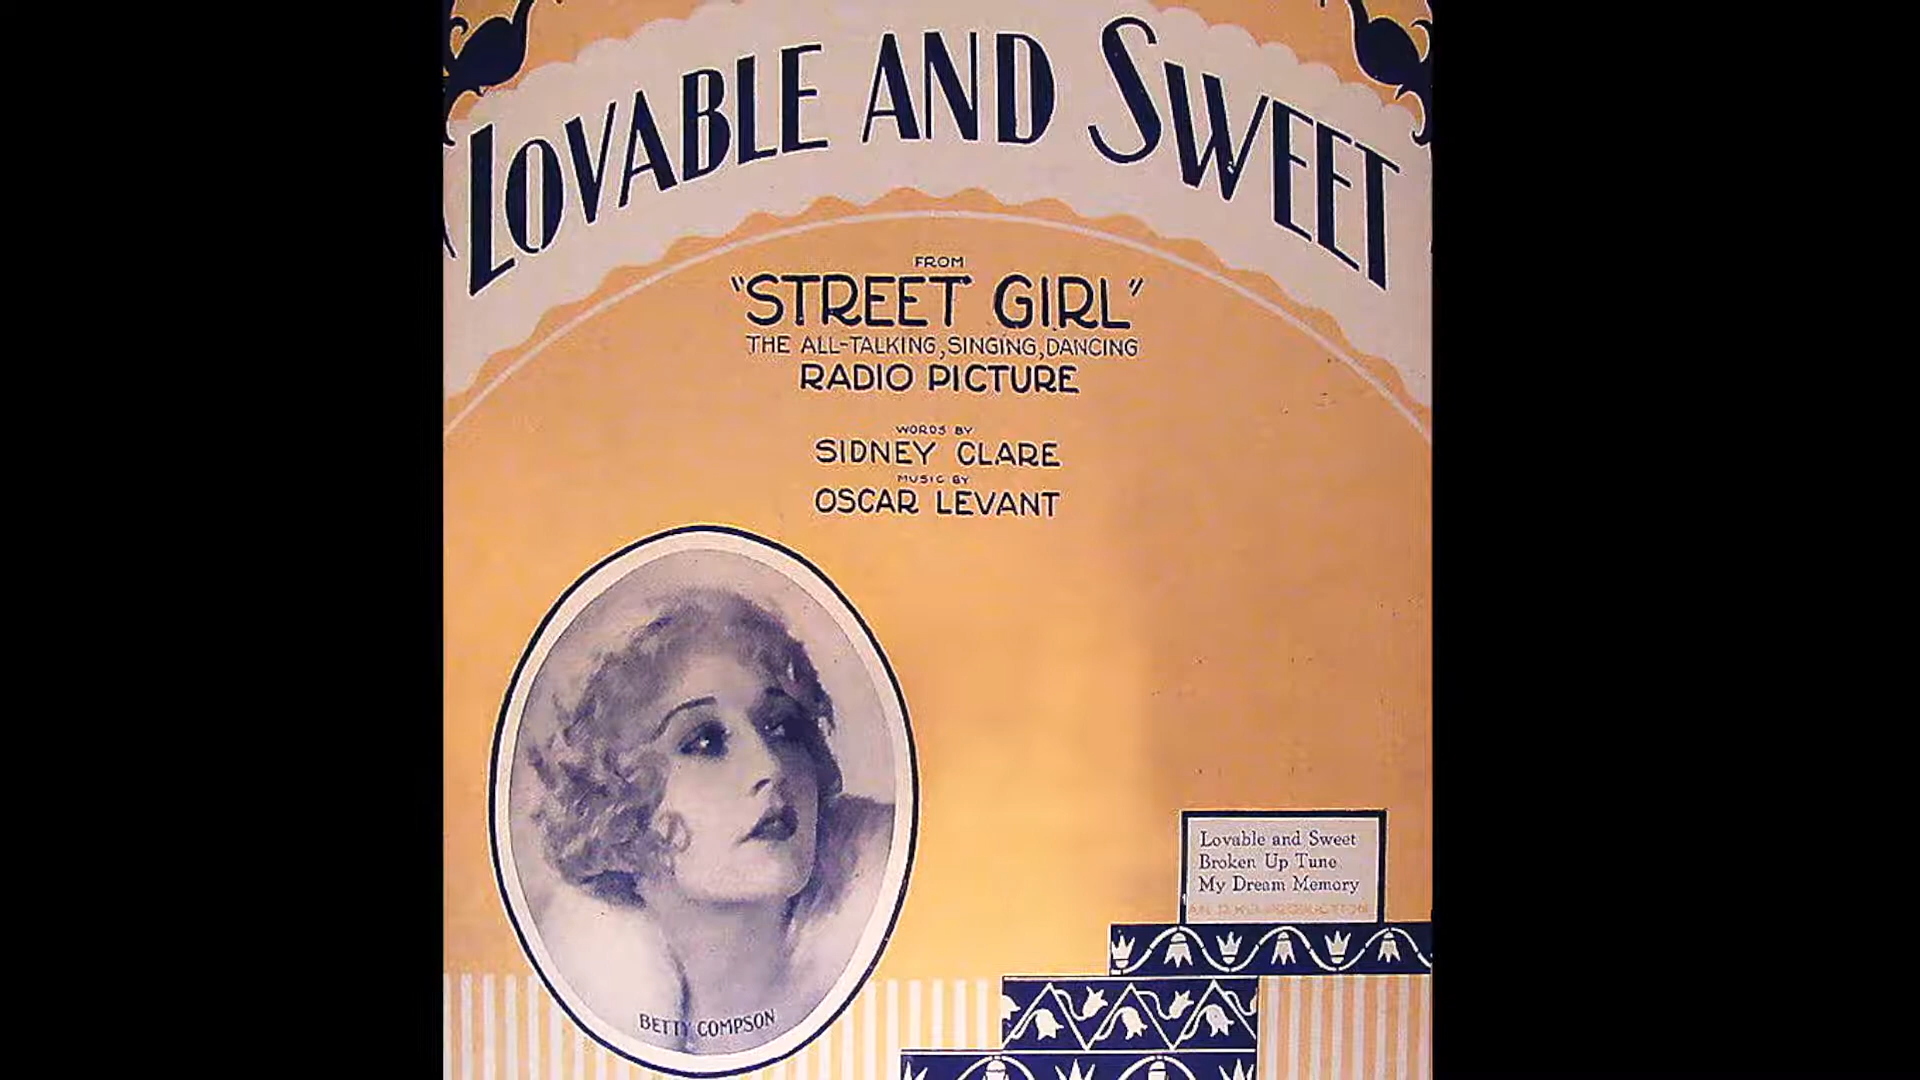 LOVABLE AND SWEET
FROM
"STREET GIRL"
THE ALL-TALKING, SINGING, DANCING
RADIO PICTURE
WORDS BY
SIDNEY CLARE
MUSIC BY
OSCAR LEVANT
BETTY COMPSON
Lovable and Sweet
Broken Up Tune
My Dream Memory